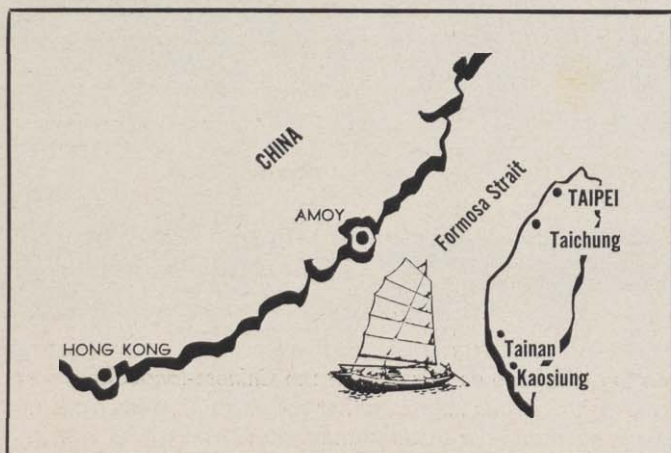 CHINA
AMOY
Formosa Strait
TAIPEI
Taichung
HONG KONG
Tainan
Kaosiung